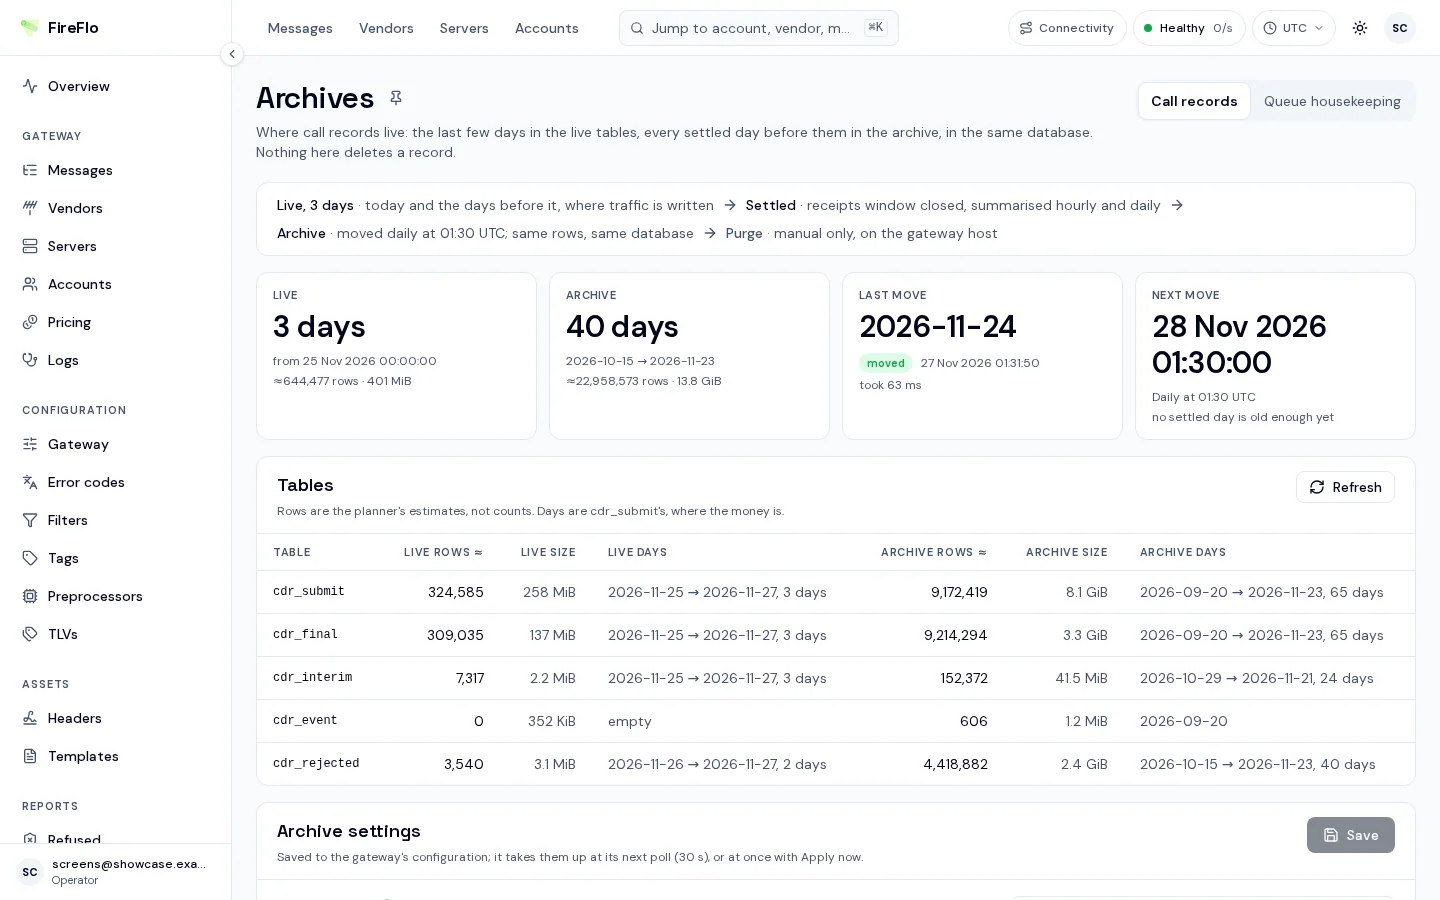 FireFlo
Messages
Vendors
Servers
Accounts
Jump to account, vendor, m...
⌘K
Connectivity
Healthy 0/s
UTC
SC
Overview
GATEWAY
Messages
Vendors
Servers
Accounts
Pricing
Logs
CONFIGURATION
Gateway
Error codes
Filters
Tags
Preprocessors
TLVs
ASSETS
Headers
Templates
REPORTS
Refused
SC
screens@showcase.exa...
Operator
Archives
Call records
Queue housekeeping
Where call records live: the last few days in the live tables, every settled day before them in the archive, in the same database.
Nothing here deletes a record.
Live, 3 days · today and the days before it, where traffic is written → Settled · receipts window closed, summarised hourly and daily →
Archive · moved daily at 01:30 UTC; same rows, same database → Purge · manual only, on the gateway host
LIVE
3 days
from 25 Nov 2026 00:00:00
≈644,477 rows · 401 MiB
ARCHIVE
40 days
2026-10-15 → 2026-11-23
≈22,958,573 rows · 13.8 GiB
LAST MOVE
2026-11-24
moved 27 Nov 2026 01:31:50
took 63 ms
NEXT MOVE
28 Nov 2026
01:30:00
Daily at 01:30 UTC
no settled day is old enough yet
Tables
Rows are the planner's estimates, not counts. Days are cdr_submit's, where the money is.
Refresh
TABLE LIVE ROWS ≈ LIVE SIZE LIVE DAYS ARCHIVE ROWS ≈ ARCHIVE SIZE ARCHIVE DAYS
cdr_submit 324,585 258 MiB 2026-11-25 → 2026-11-27, 3 days 9,172,419 8.1 GiB 2026-09-20 → 2026-11-23, 65 days
cdr_final 309,035 137 MiB 2026-11-25 → 2026-11-27, 3 days 9,214,294 3.3 GiB 2026-09-20 → 2026-11-23, 65 days
cdr_interim 7,317 2.2 MiB 2026-11-25 → 2026-11-27, 3 days 152,372 41.5 MiB 2026-10-29 → 2026-11-21, 24 days
cdr_event 0 352 KiB empty 606 1.2 MiB 2026-09-20
cdr_rejected 3,540 3.1 MiB 2026-11-26 → 2026-11-27, 2 days 4,418,882 2.4 GiB 2026-10-15 → 2026-11-23, 40 days
Archive settings
Saved to the gateway's configuration; it takes them up at its next poll (30 s), or at once with Apply now.
Save